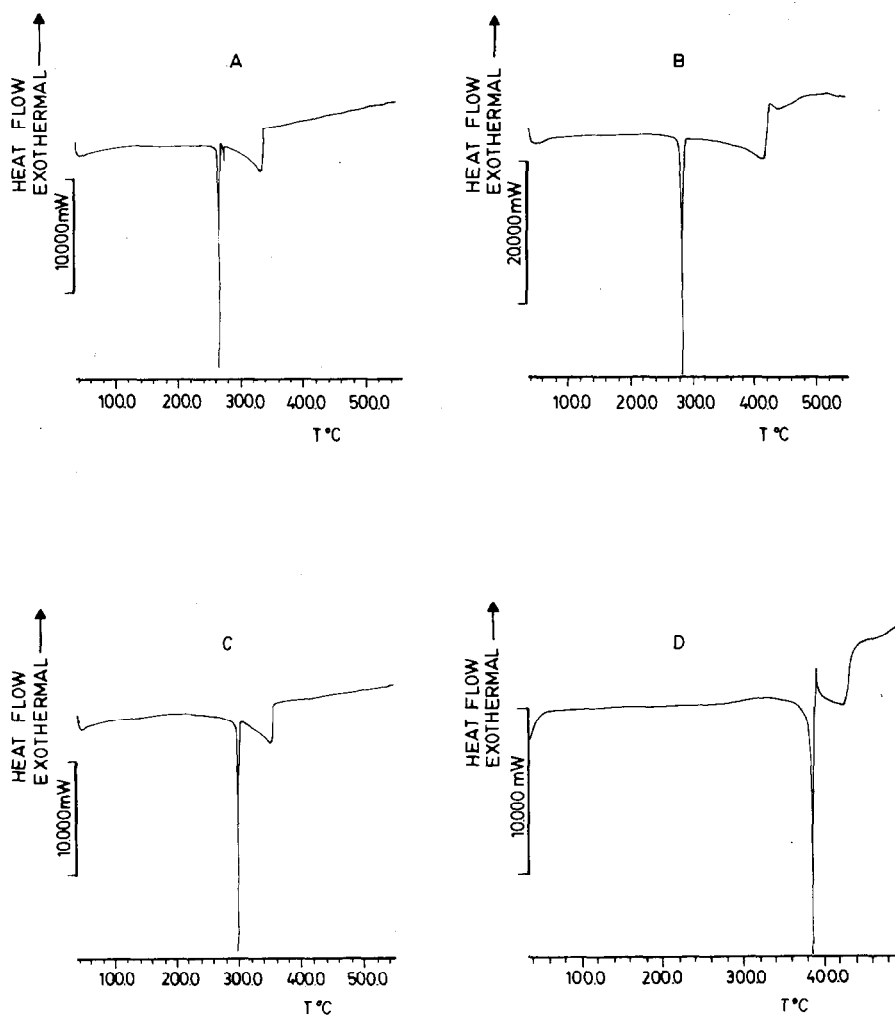 A
HEAT FLOW
EXOTHERMAL
10.000mW
100.0 200.0 300.0 400.0 500.0
T °C
B
HEAT FLOW
EXOTHERMAL
20.000mW
100.0 200.0 300.0 400.0 500.0
T °C
C
HEAT FLOW
EXOTHERMAL
10.000mW
100.0 200.0 300.0 400.0 500.0
T °C
D
HEAT FLOW
EXOTHERMAL
10.000 mW
100.0 200.0 300.0 400.0
T °C